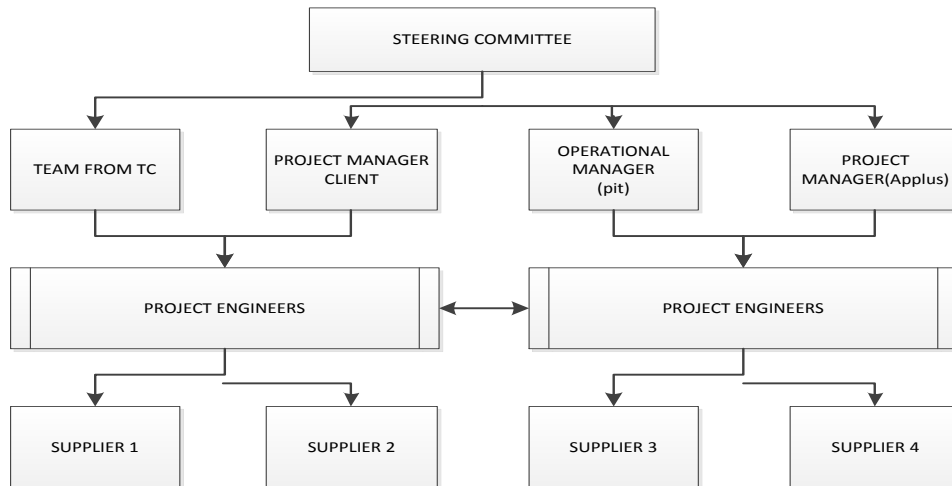 STEERING COMMITTEE
TEAM FROM TC
PROJECT MANAGER
CLIENT
OPERATIONAL
MANAGER
(pit)
PROJECT
MANAGER(Applus)
PROJECT ENGINEERS
PROJECT ENGINEERS
SUPPLIER 1
SUPPLIER 2
SUPPLIER 3
SUPPLIER 4